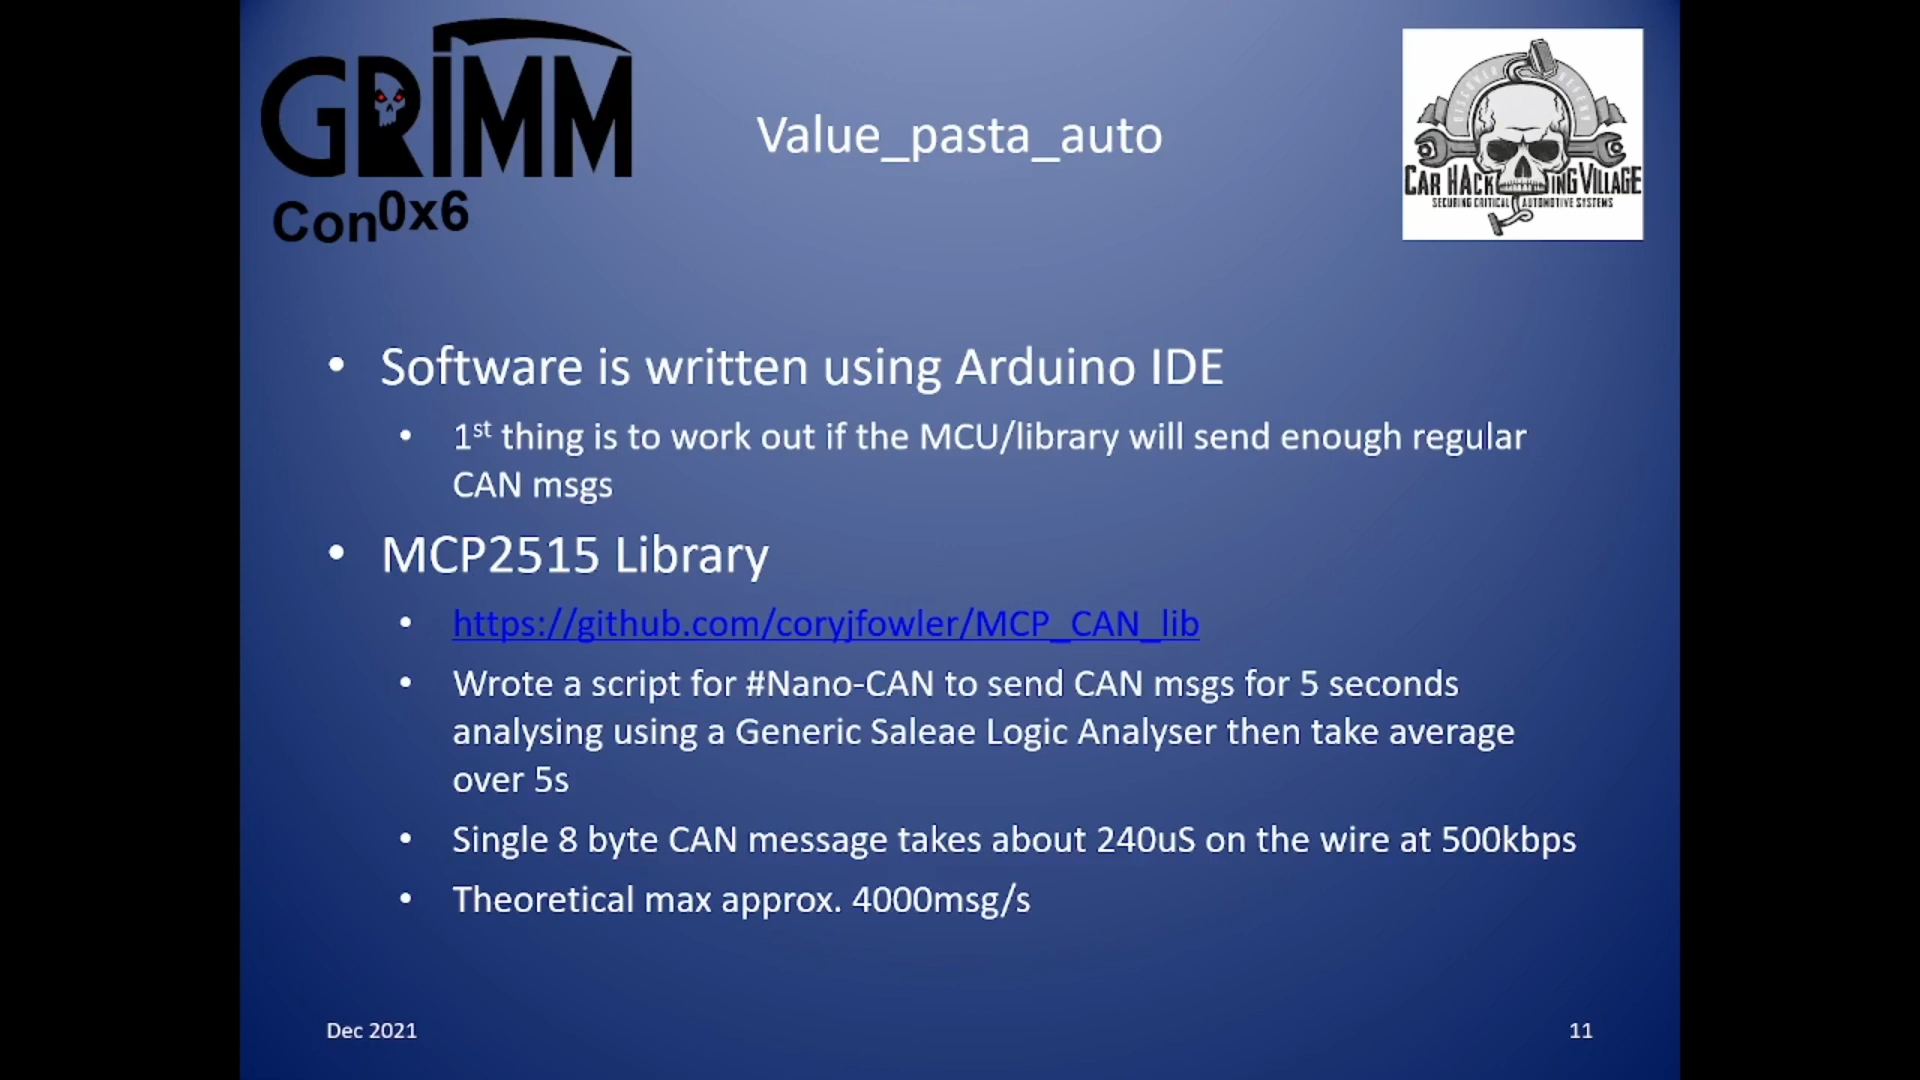 GRIMM
Con0x6
Value_pasta_auto
DISCOVER
DEFEND
CAR HACKING VILLAGE
SECURING CRITICAL AUTOMOTIVE SYSTEMS
• Software is written using Arduino IDE
• 1st thing is to work out if the MCU/library will send enough regular
CAN msgs
• MCP2515 Library
• https://github.com/coryjfowler/MCP_CAN_lib
• Wrote a script for #Nano-CAN to send CAN msgs for 5 seconds
analysing using a Generic Saleae Logic Analyser then take average
over 5s
• Single 8 byte CAN message takes about 240uS on the wire at 500kbps
• Theoretical max approx. 4000msg/s
Dec 2021
11